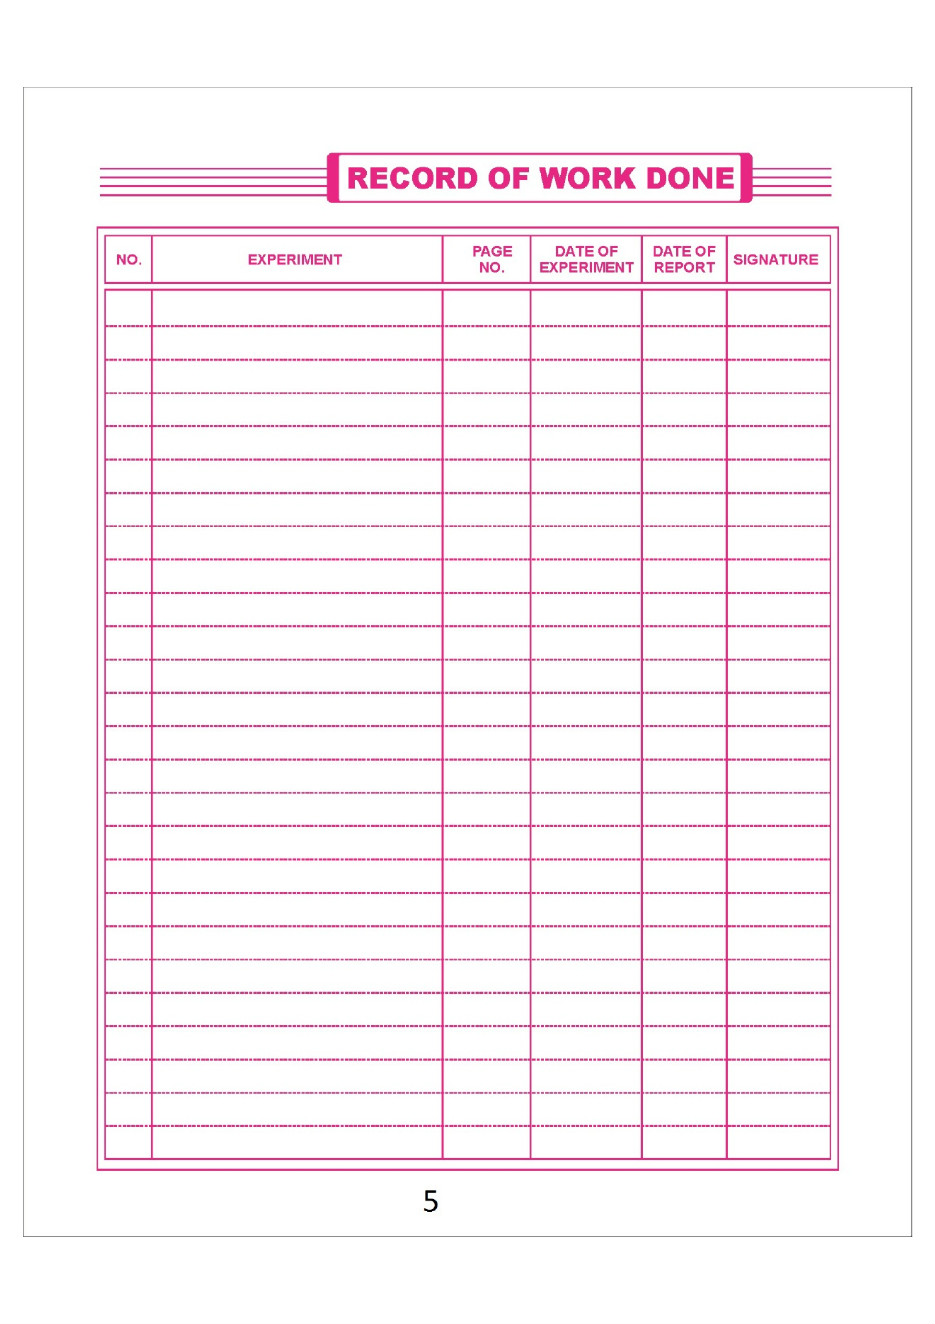 RECORD OF WORK DONE
NO. EXPERIMENT PAGE NO. DATE OF EXPERIMENT DATE OF REPORT SIGNATURE
5